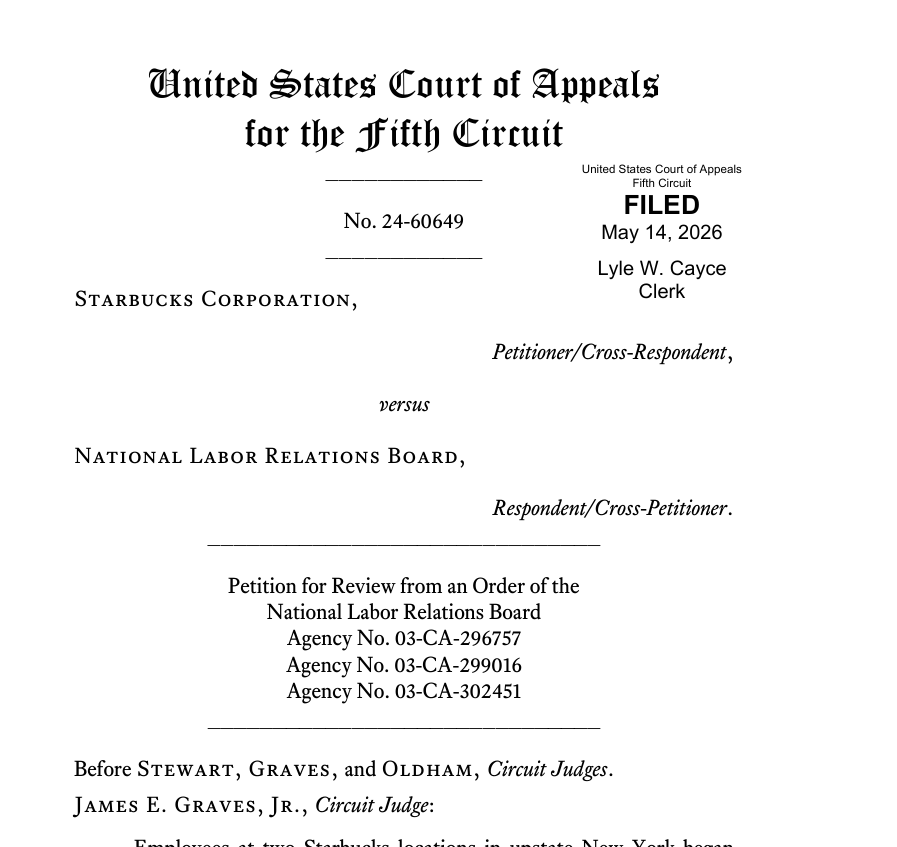 United States Court of Appeals
for the Fifth Circuit
United States Court of Appeals
Fifth Circuit
FILED
May 14, 2026
Lyle W. Cayce
Clerk
No. 24-60649
Starbucks Corporation,
Petitioner/Cross-Respondent,
versus
National Labor Relations Board,
Respondent/Cross-Petitioner.
Petition for Review from an Order of the
National Labor Relations Board
Agency No. 03-CA-296757
Agency No. 03-CA-299016
Agency No. 03-CA-302451
Before Stewart, Graves, and Oldham, Circuit Judges.
James E. Graves, Jr., Circuit Judge:
Employees at two Starbucks locations in upstate New York began